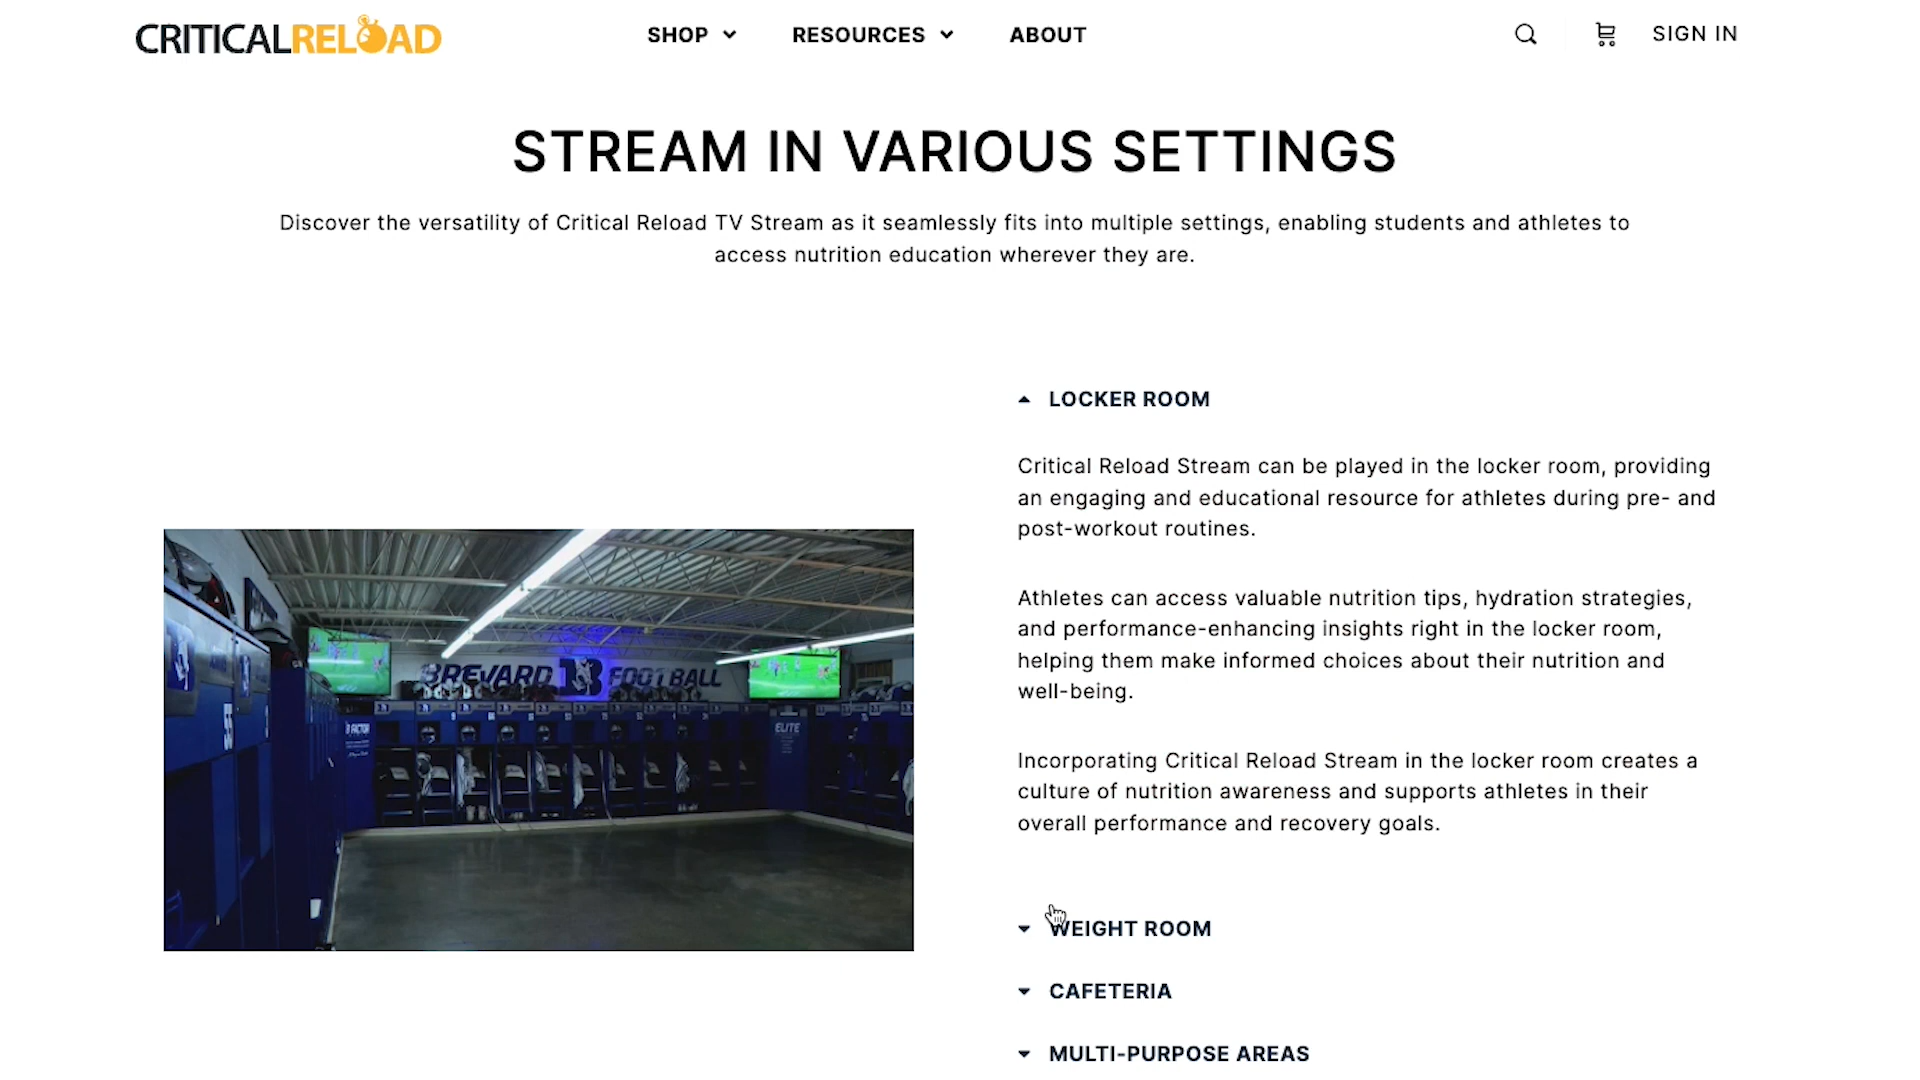 CRITICALRELOAD
SHOP
RESOURCES
ABOUT
SIGN IN
STREAM IN VARIOUS SETTINGS
Discover the versatility of Critical Reload TV Stream as it seamlessly fits into multiple settings, enabling students and athletes to
access nutrition education wherever they are.
BREVARD B FOOTBALL
ELITE
LOCKER ROOM
Critical Reload Stream can be played in the locker room, providing
an engaging and educational resource for athletes during pre- and
post-workout routines.
Athletes can access valuable nutrition tips, hydration strategies,
and performance-enhancing insights right in the locker room,
helping them make informed choices about their nutrition and
well-being.
Incorporating Critical Reload Stream in the locker room creates a
culture of nutrition awareness and supports athletes in their
overall performance and recovery goals.
WEIGHT ROOM
CAFETERIA
MULTI-PURPOSE AREAS